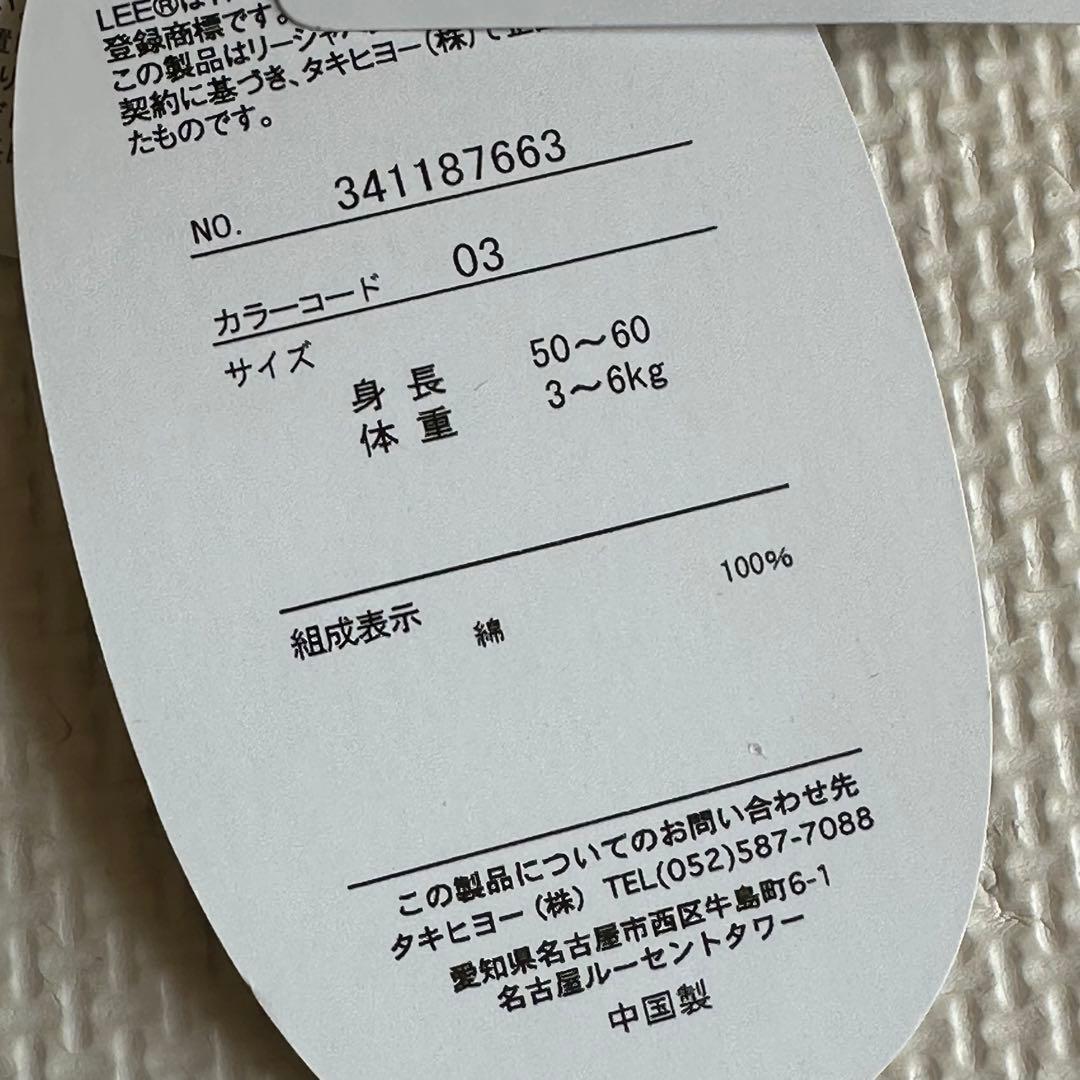 LEE®は
登録商標です。
この製品はリージャパ
契約に基づき、タキヒヨー(株)で企
たものです。
NO. 341187663
カラーコード 03
サイズ
身長 50～60
体重 3～6kg
組成表示 綿 100%
この製品についてのお問い合わせ先
タキヒヨー(株) TEL(052)587-7088
愛知県名古屋市西区牛島町6-1
名古屋ルーセントタワー
中国製